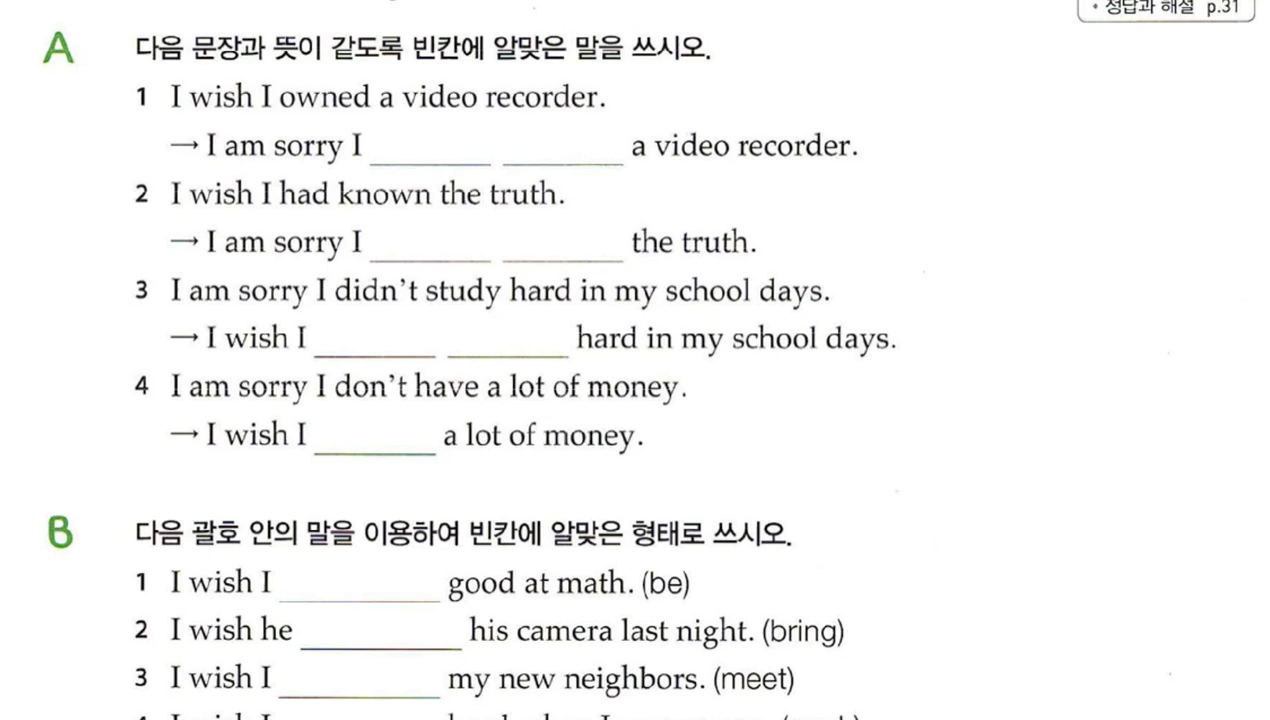 • 정답과 해설 p.31
A 다음 문장과 뜻이 같도록 빈칸에 알맞은 말을 쓰시오.
1 I wish I owned a video recorder.
→ I am sorry I ________ ________ a video recorder.
2 I wish I had known the truth.
→ I am sorry I ________ ________ the truth.
3 I am sorry I didn't study hard in my school days.
→ I wish I ________ ________ hard in my school days.
4 I am sorry I don't have a lot of money.
→ I wish I ________ a lot of money.
B 다음 괄호 안의 말을 이용하여 빈칸에 알맞은 형태로 쓰시오.
1 I wish I ________ good at math. (be)
2 I wish he ________ his camera last night. (bring)
3 I wish I ________ my new neighbors. (meet)
4 I wish I